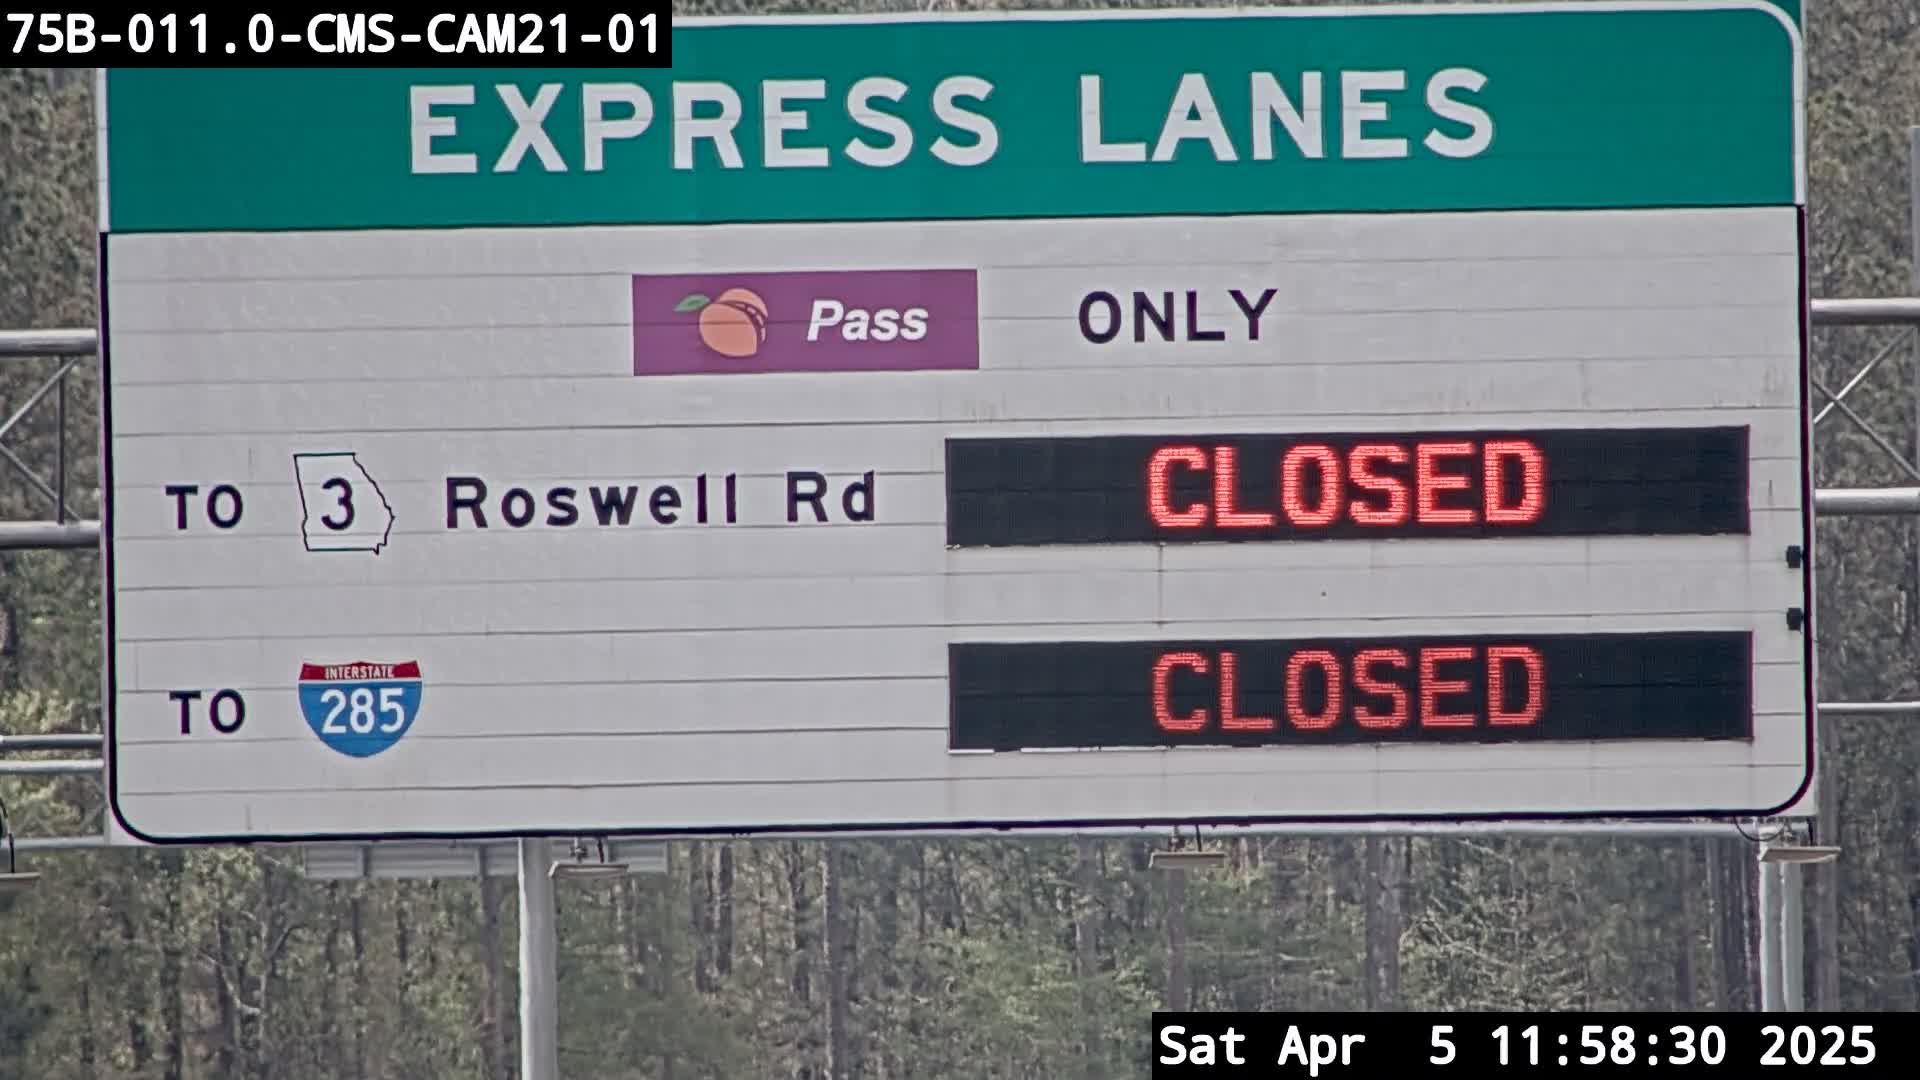 75B-011.0-CMS-CAM21-01
EXPRESS LANES
Pass ONLY
TO 3 Roswell Rd CLOSED
INTERSTATE
TO 285 CLOSED
Sat Apr 5 11:58:30 2025